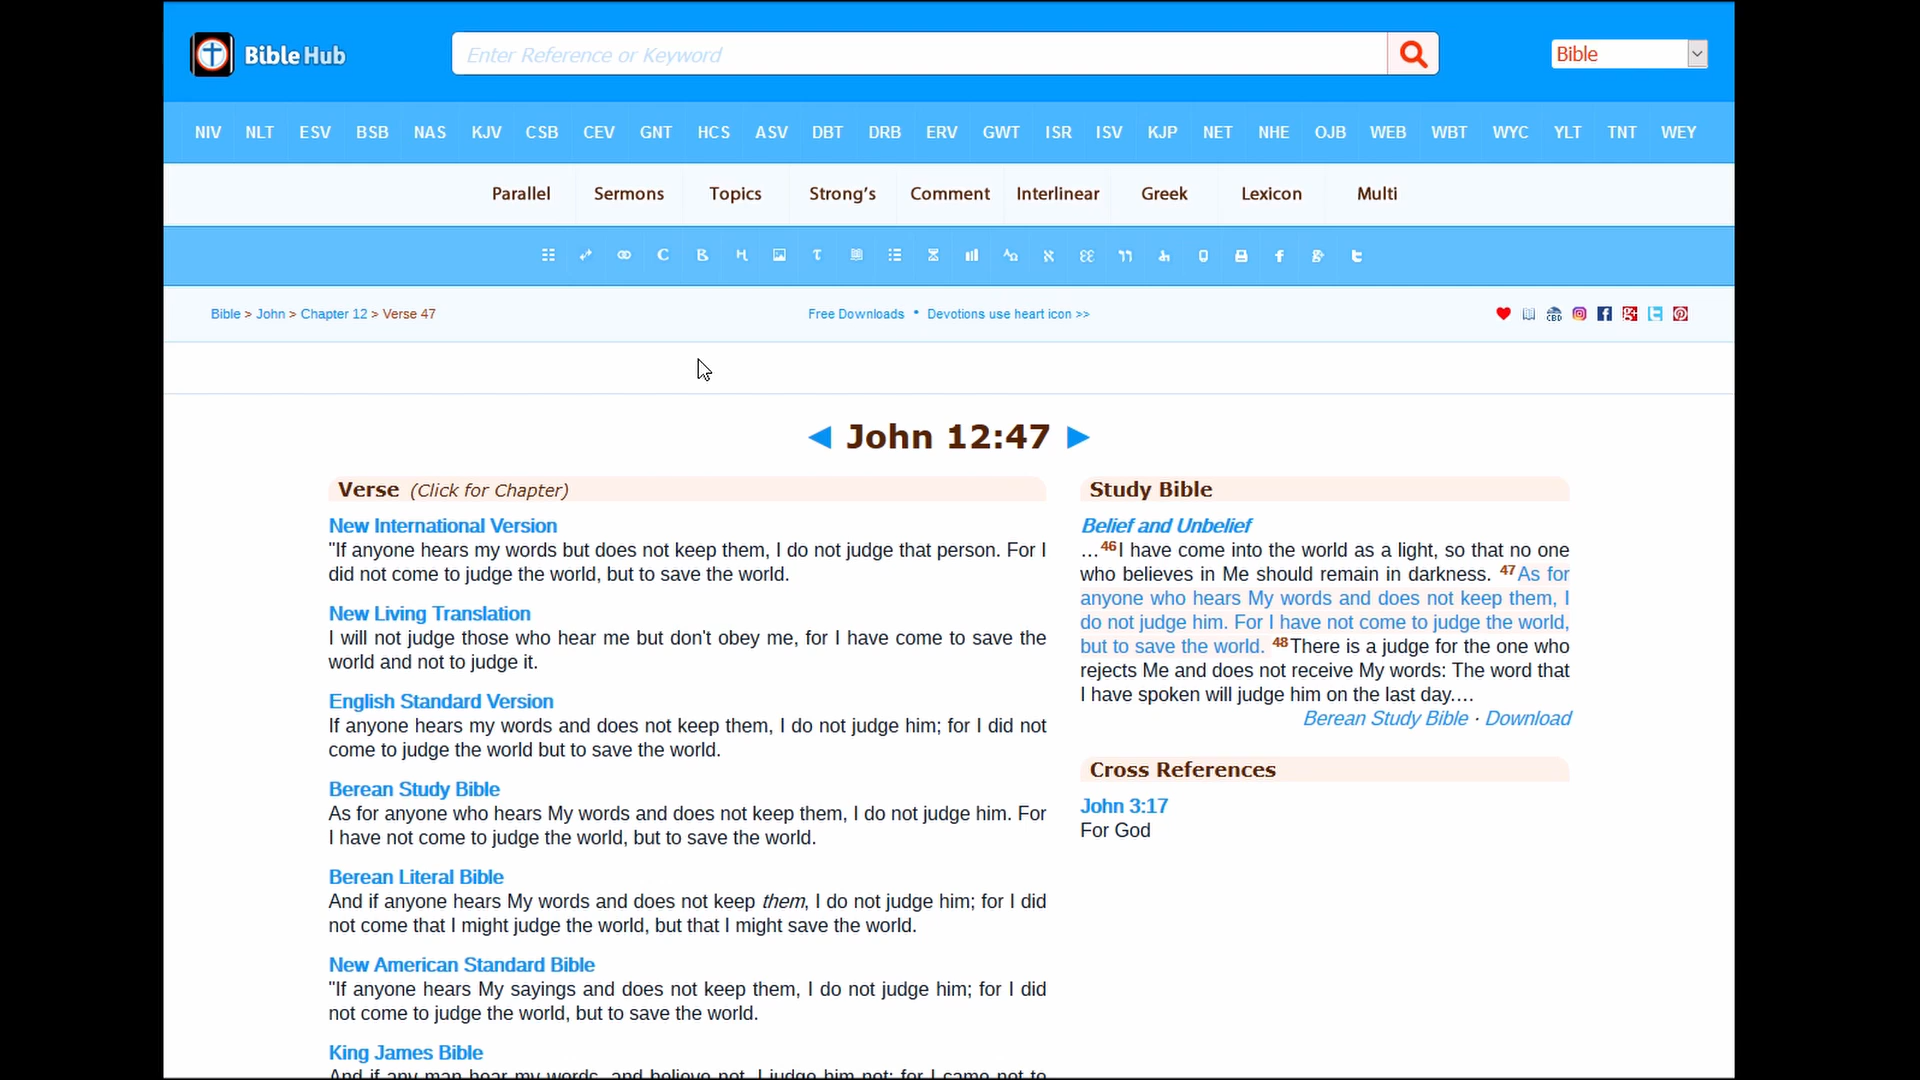 Bible Hub
Enter Reference or Keyword
Bible
NIV NLT ESV BSB NAS KJV CSB CEV GNT HCS ASV DBT DRB ERV GWT ISR ISV KJP NET NHE OJB WEB WBT WYC YLT TNT WEY
Parallel Sermons Topics Strong's Comment Interlinear Greek Lexicon Multi
Bible > John > Chapter 12 > Verse 47
Free Downloads • Devotions use heart icon >>
◄ John 12:47 ►
Verse (Click for Chapter)
New International Version
"If anyone hears my words but does not keep them, I do not judge that person. For I
did not come to judge the world, but to save the world.
New Living Translation
I will not judge those who hear me but don't obey me, for I have come to save the
world and not to judge it.
English Standard Version
If anyone hears my words and does not keep them, I do not judge him; for I did not
come to judge the world but to save the world.
Berean Study Bible
As for anyone who hears My words and does not keep them, I do not judge him. For
I have not come to judge the world, but to save the world.
Berean Literal Bible
And if anyone hears My words and does not keep them, I do not judge him; for I did
not come that I might judge the world, but that I might save the world.
New American Standard Bible
"If anyone hears My sayings and does not keep them, I do not judge him; for I did
not come to judge the world, but to save the world.
King James Bible
And if any man hear my words, and believe not, I judge him not: for I came not to
Study Bible
Belief and Unbelief
…46I have come into the world as a light, so that no one
who believes in Me should remain in darkness. 47As for
anyone who hears My words and does not keep them, I
do not judge him. For I have not come to judge the world,
but to save the world. 48There is a judge for the one who
rejects Me and does not receive My words: The word that
I have spoken will judge him on the last day.…
Berean Study Bible · Download
Cross References
John 3:17
For God